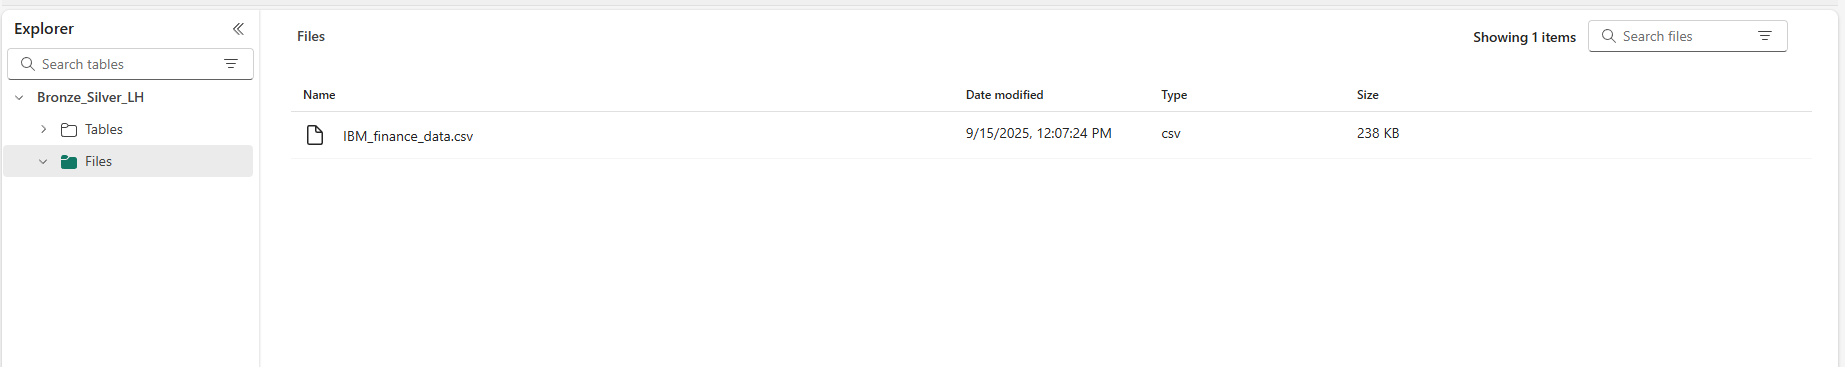 Explorer
Search tables
Bronze_Silver_LH
Tables
Files
Files
Showing 1 items
Search files
Name Date modified Type Size
IBM_finance_data.csv 9/15/2025, 12:07:24 PM csv 238 KB